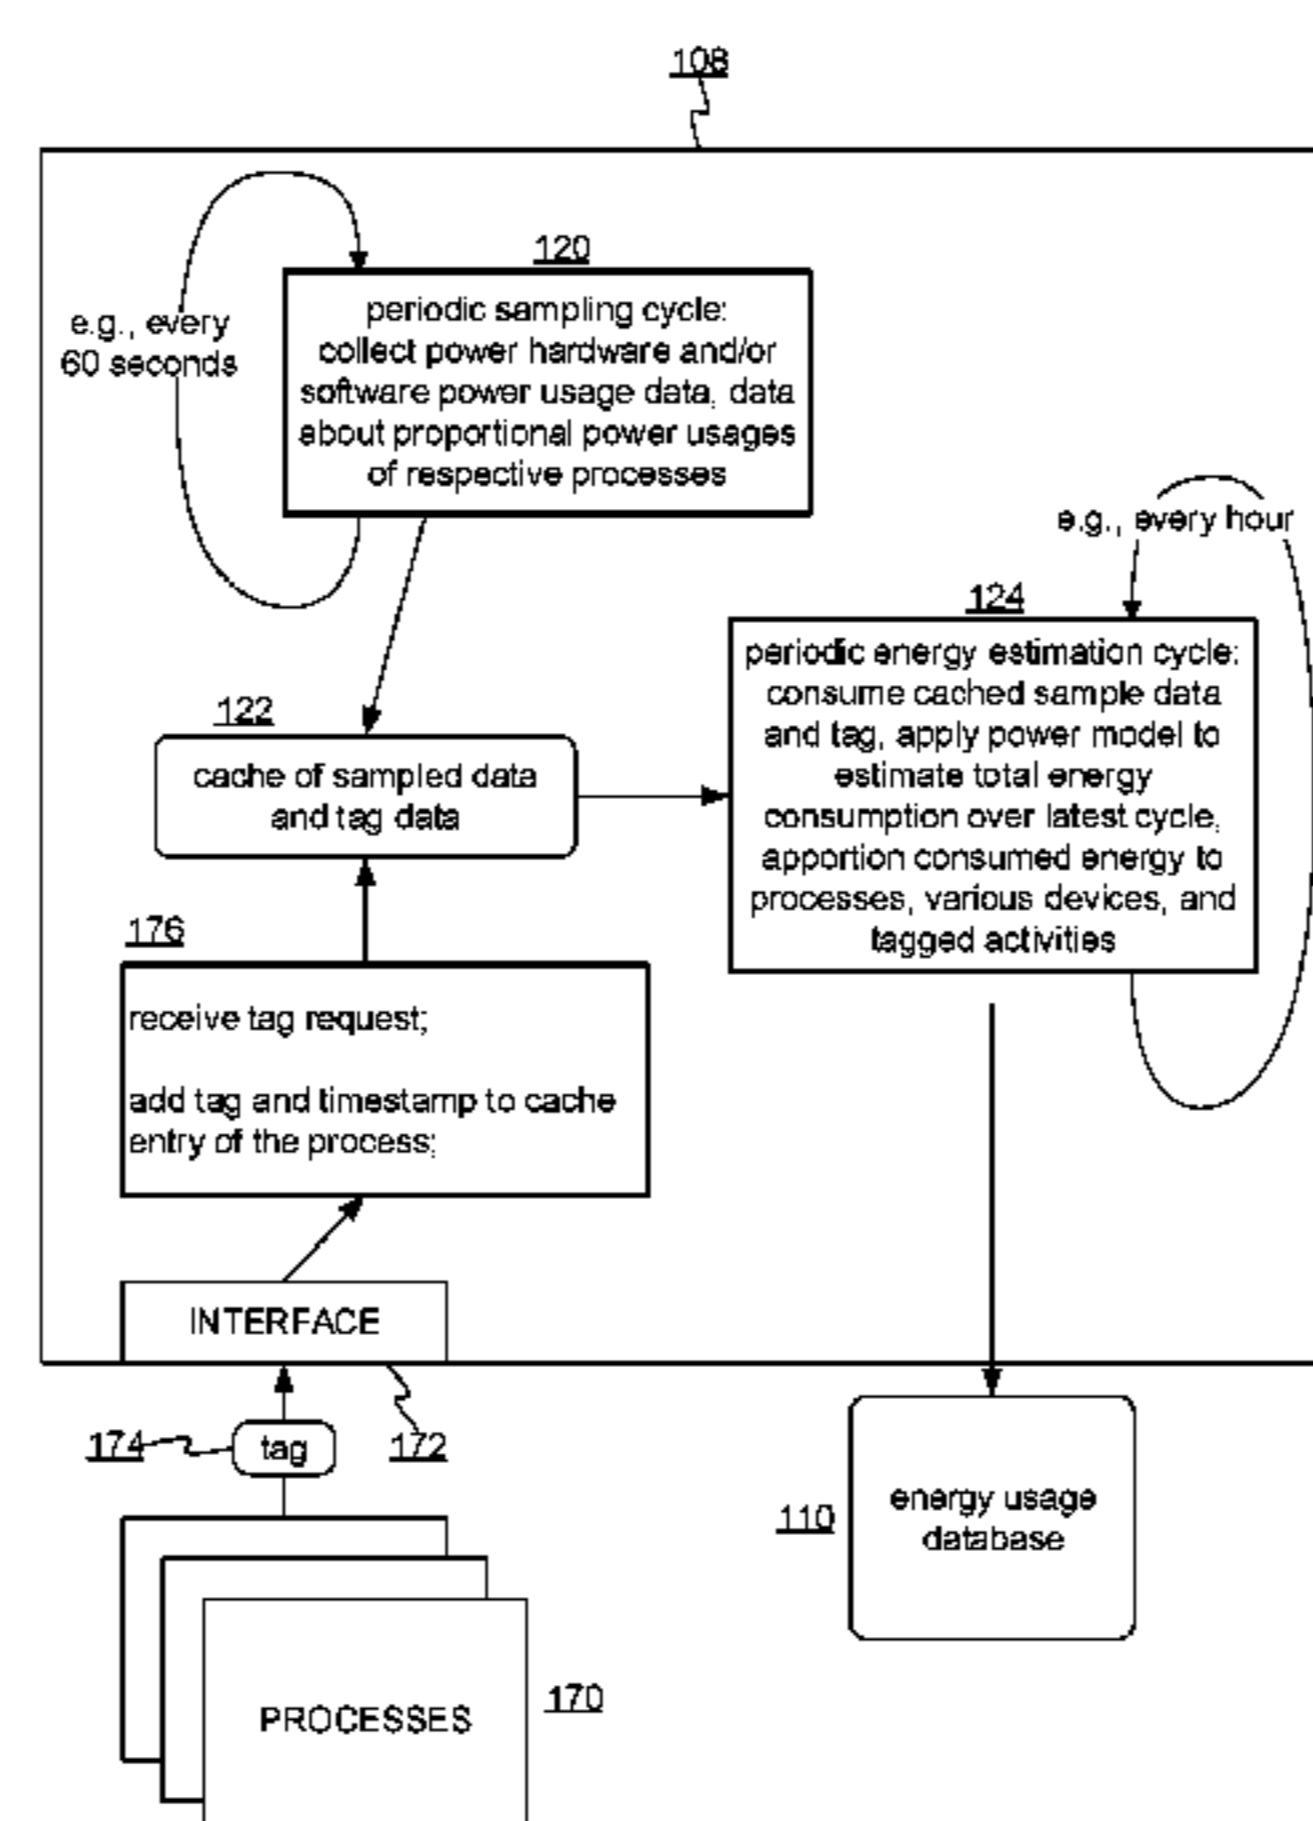 108
120
periodic sampling cycle:
collect power hardware and/or
software power usage data, data
about proportional power usages
of respective processes
e.g., every
60 seconds
e.g., every hour
124
periodic energy estimation cycle:
consume cached sample data
and tag, apply power model to
estimate total energy
consumption over latest cycle,
apportion consumed energy to
processes, various devices, and
tagged activities
122
cache of sampled data
and tag data
176
receive tag request;
add tag and timestamp to cache
entry of the process;
INTERFACE
174
tag
172
110
energy usage
database
PROCESSES
170